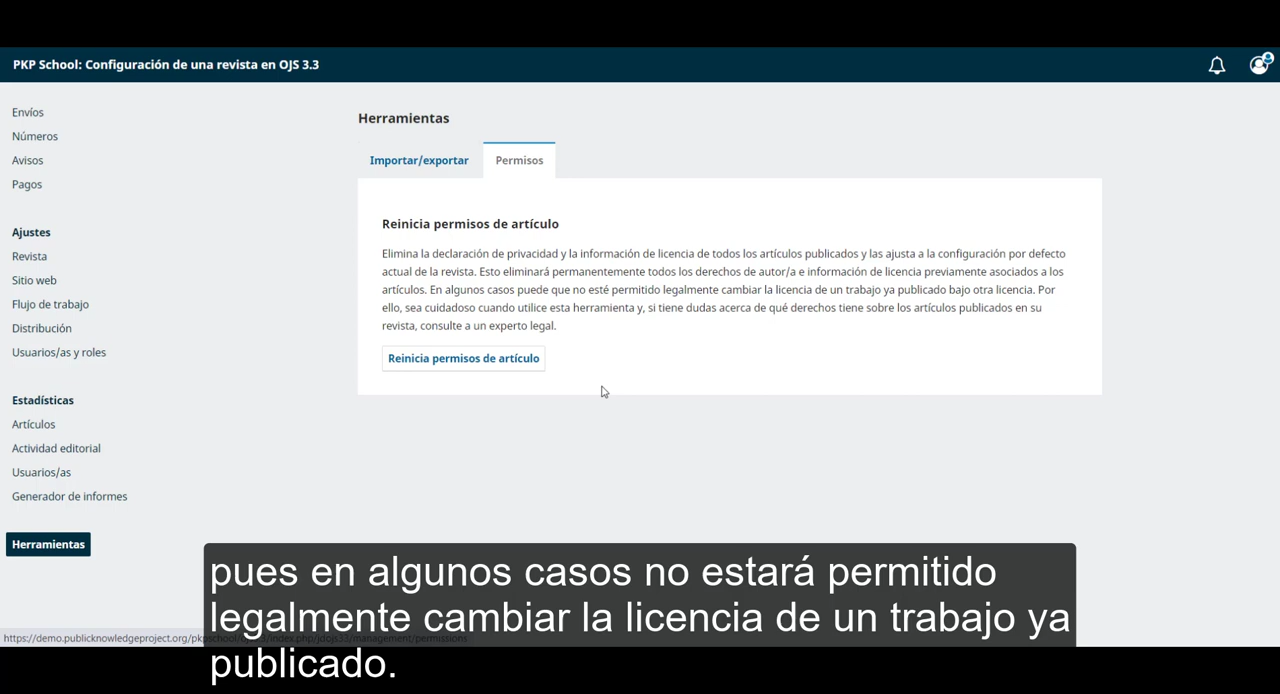 PKP School: Configuración de una revista en OJS 3.3
Envíos
Números
Avisos
Pagos
Ajustes
Revista
Sitio web
Flujo de trabajo
Distribución
Usuarios/as y roles
Estadísticas
Artículos
Actividad editorial
Usuarios/as
Generador de informes
Herramientas
Herramientas
Importar/exportar
Permisos
Reinicia permisos de artículo
Elimina la declaración de privacidad y la información de licencia de todos los artículos publicados y las ajusta a la configuración por defecto
actual de la revista. Esto eliminará permanentemente todos los derechos de autor/a e información de licencia previamente asociados a los
artículos. En algunos casos puede que no esté permitido legalmente cambiar la licencia de un trabajo ya publicado bajo otra licencia. Por
ello, sea cuidadoso cuando utilice esta herramienta y, si tiene dudas acerca de qué derechos tiene sobre los artículos publicados en su
revista, consulte a un experto legal.
Reinicia permisos de artículo
pues en algunos casos no estará permitido
legalmente cambiar la licencia de un trabajo ya
publicado.